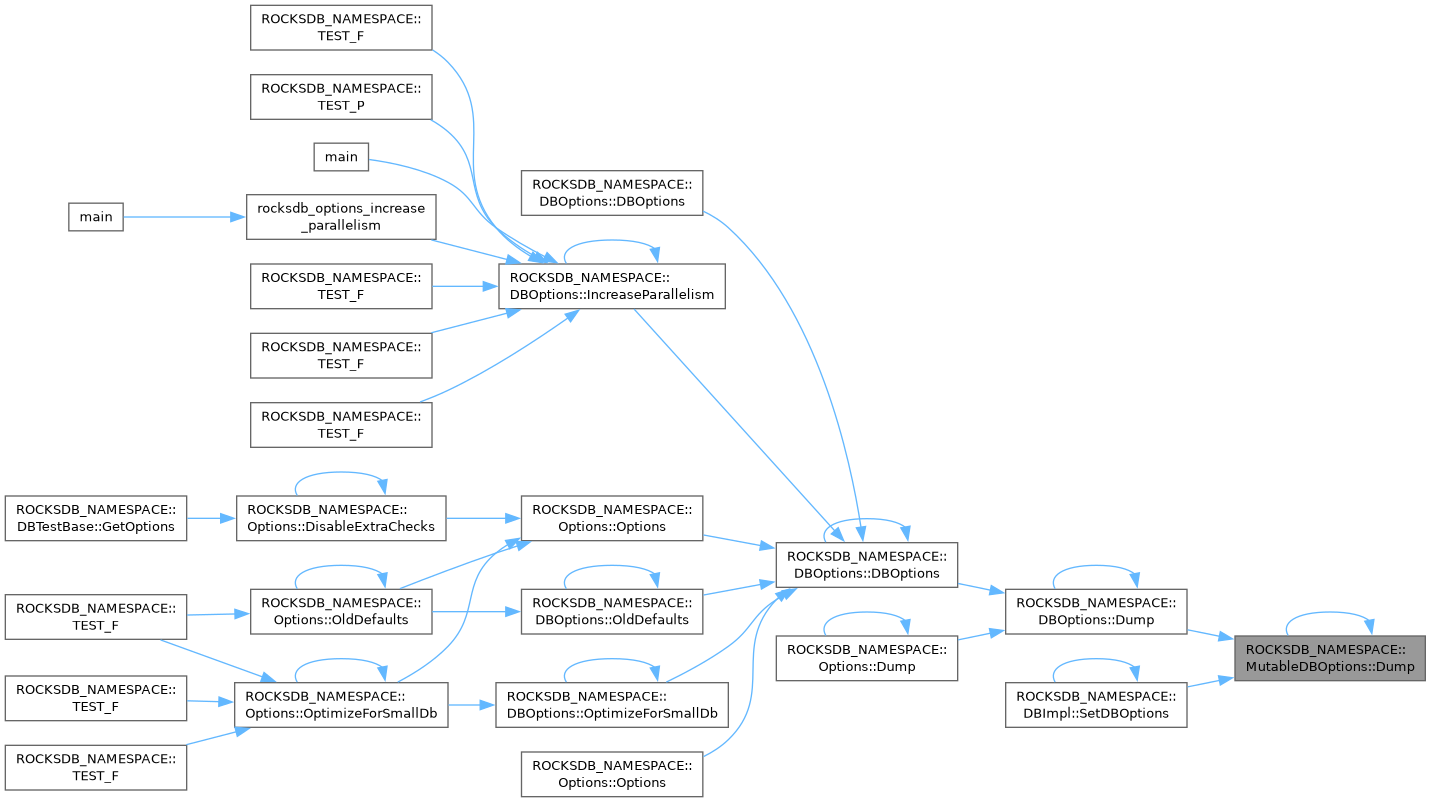 ROCKSDB_NAMESPACE::
TEST_F
ROCKSDB_NAMESPACE::
TEST_P
main
ROCKSDB_NAMESPACE::
DBOptions::DBOptions
rocksdb_options_increase
_parallelism
main
ROCKSDB_NAMESPACE::
TEST_F
ROCKSDB_NAMESPACE::
DBOptions::IncreaseParallelism
ROCKSDB_NAMESPACE::
TEST_F
ROCKSDB_NAMESPACE::
TEST_F
ROCKSDB_NAMESPACE::
DBTestBase::GetOptions
ROCKSDB_NAMESPACE::
Options::DisableExtraChecks
ROCKSDB_NAMESPACE::
Options::Options
ROCKSDB_NAMESPACE::
DBOptions::DBOptions
ROCKSDB_NAMESPACE::
TEST_F
ROCKSDB_NAMESPACE::
Options::OldDefaults
ROCKSDB_NAMESPACE::
DBOptions::OldDefaults
ROCKSDB_NAMESPACE::
DBOptions::Dump
ROCKSDB_NAMESPACE::
Options::Dump
ROCKSDB_NAMESPACE::
MutableDBOptions::Dump
ROCKSDB_NAMESPACE::
TEST_F
ROCKSDB_NAMESPACE::
Options::OptimizeForSmallDb
ROCKSDB_NAMESPACE::
DBOptions::OptimizeForSmallDb
ROCKSDB_NAMESPACE::
DBImpl::SetDBOptions
ROCKSDB_NAMESPACE::
TEST_F
ROCKSDB_NAMESPACE::
Options::Options